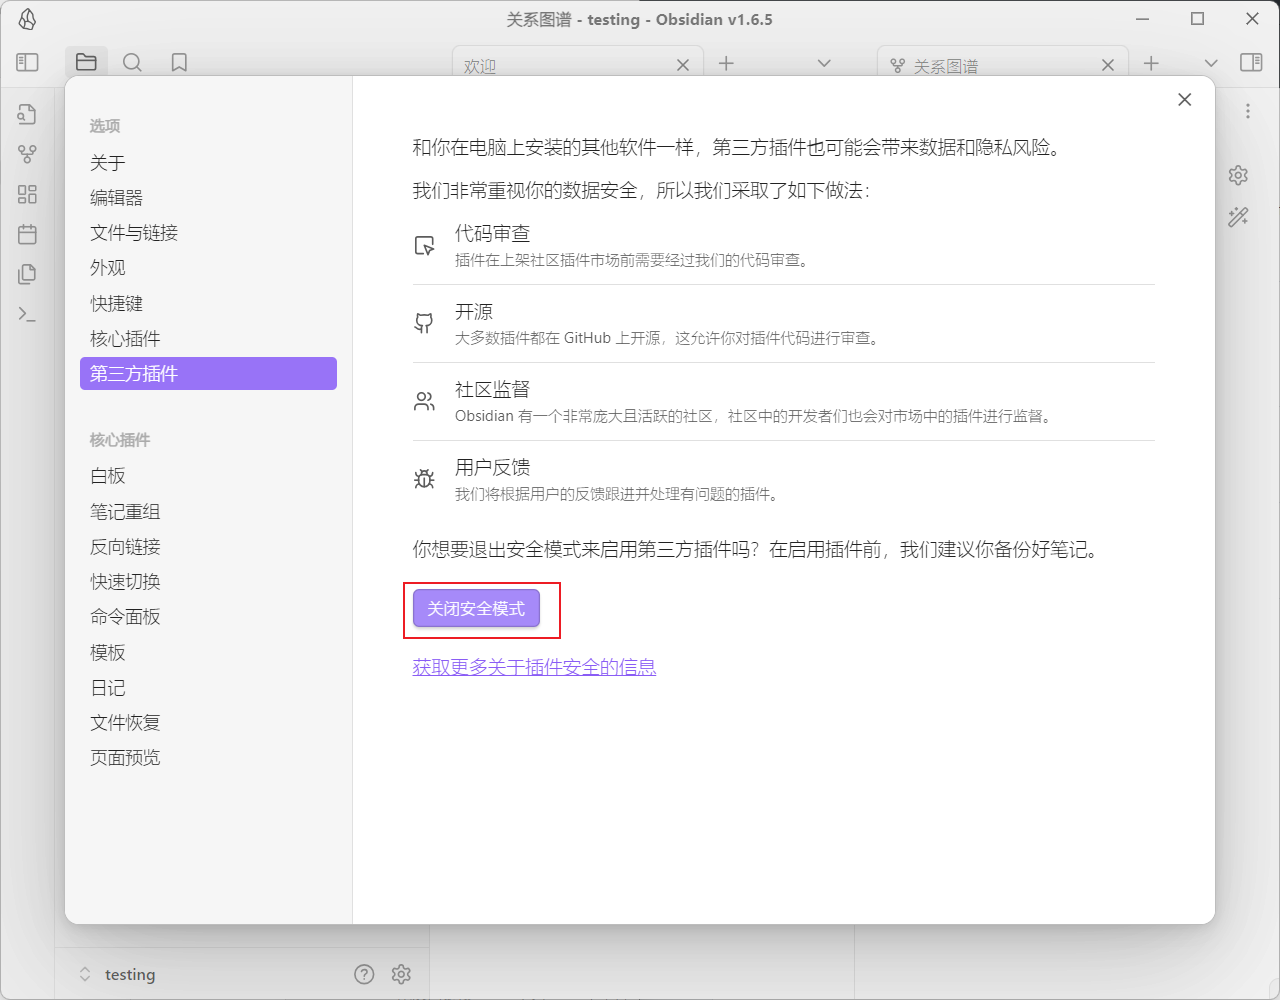 关系图谱 - testing - Obsidian v1.6.5
欢迎
关系图谱
选项
关于
编辑器
文件与链接
外观
快捷键
核心插件
第三方插件
核心插件
白板
笔记重组
反向链接
快速切换
命令面板
模板
日记
文件恢复
页面预览
和你在电脑上安装的其他软件一样，第三方插件也可能会带来数据和隐私风险。
我们非常重视你的数据安全，所以我们采取了如下做法：
代码审查
插件在上架社区插件市场前需要经过我们的代码审查。
开源
大多数插件都在 GitHub 上开源，这允许你对插件代码进行审查。
社区监督
Obsidian 有一个非常庞大且活跃的社区，社区中的开发者们也会对市场中的插件进行监督。
用户反馈
我们将根据用户的反馈跟进并处理有问题的插件。
你想要退出安全模式来启用第三方插件吗？在启用插件前，我们建议你备份好笔记。
关闭安全模式
获取更多关于插件安全的信息
testing